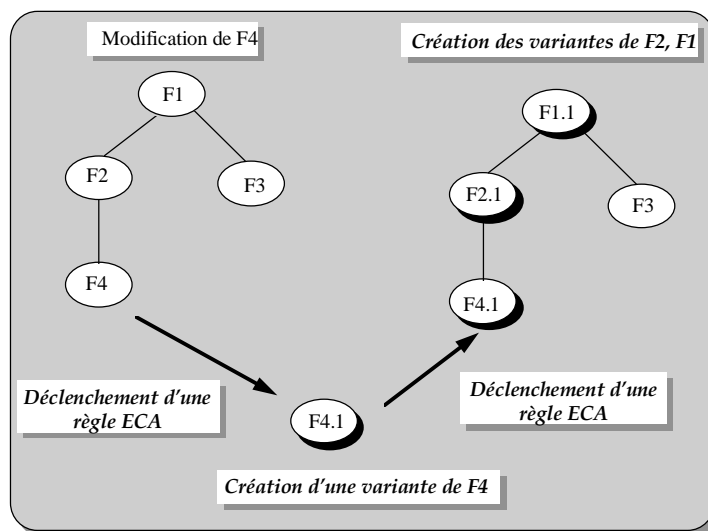 Modification de F4
F1
F2
F3
F4
Déclenchement d'une
règle ECA
F4.1
Création d'une variante de F4
Création des variantes de F2, F1
F1.1
F2.1
F3
F4.1
Déclenchement d'une
règle ECA